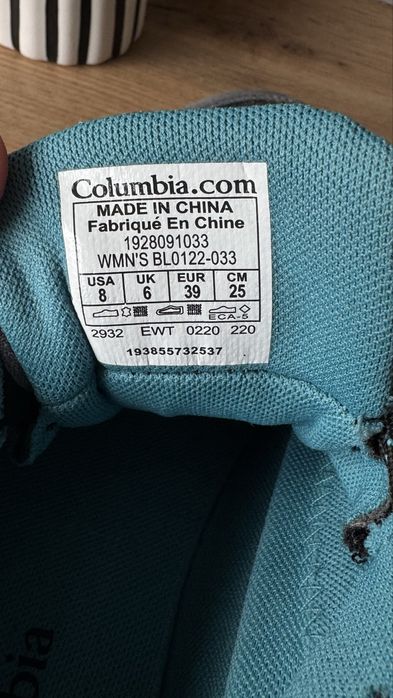 Columbia.com
MADE IN CHINA
Fabriqué En Chine
1928091033
WMN'S BL0122-033
USA UK EUR CM
8 6 39 25
ECA-5
2932 EWT 0220 220
193855732537
bia